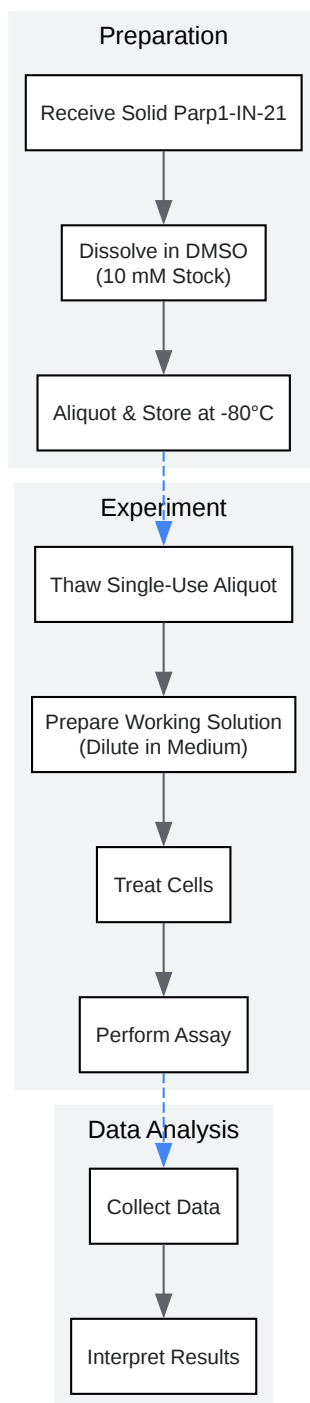 Preparation
Receive Solid Parp1-IN-21
Dissolve in DMSO
(10 mM Stock)
Aliquot & Store at -80°C
Experiment
Thaw Single-Use Aliquot
Prepare Working Solution
(Dilute in Medium)
Treat Cells
Perform Assay
Data Analysis
Collect Data
Interpret Results